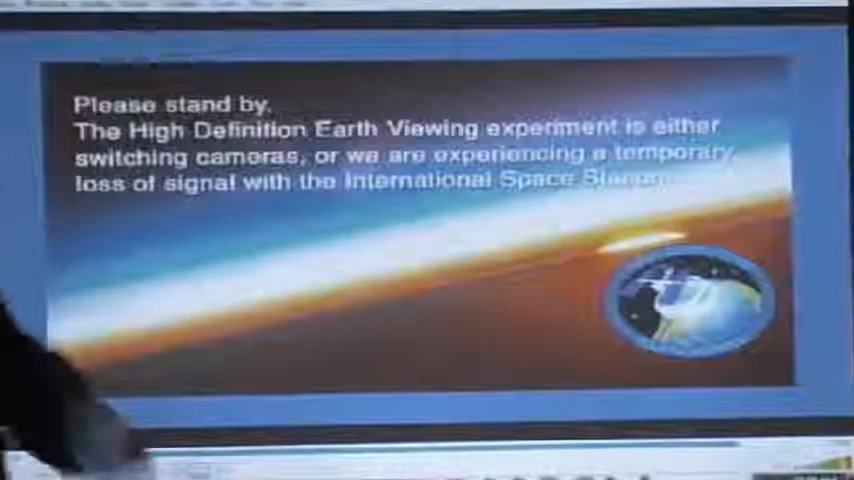 Please stand by.
The High Definition Earth Viewing experiment is either
switching cameras, or we are experiencing a temporary
loss of signal with the International Space Station.